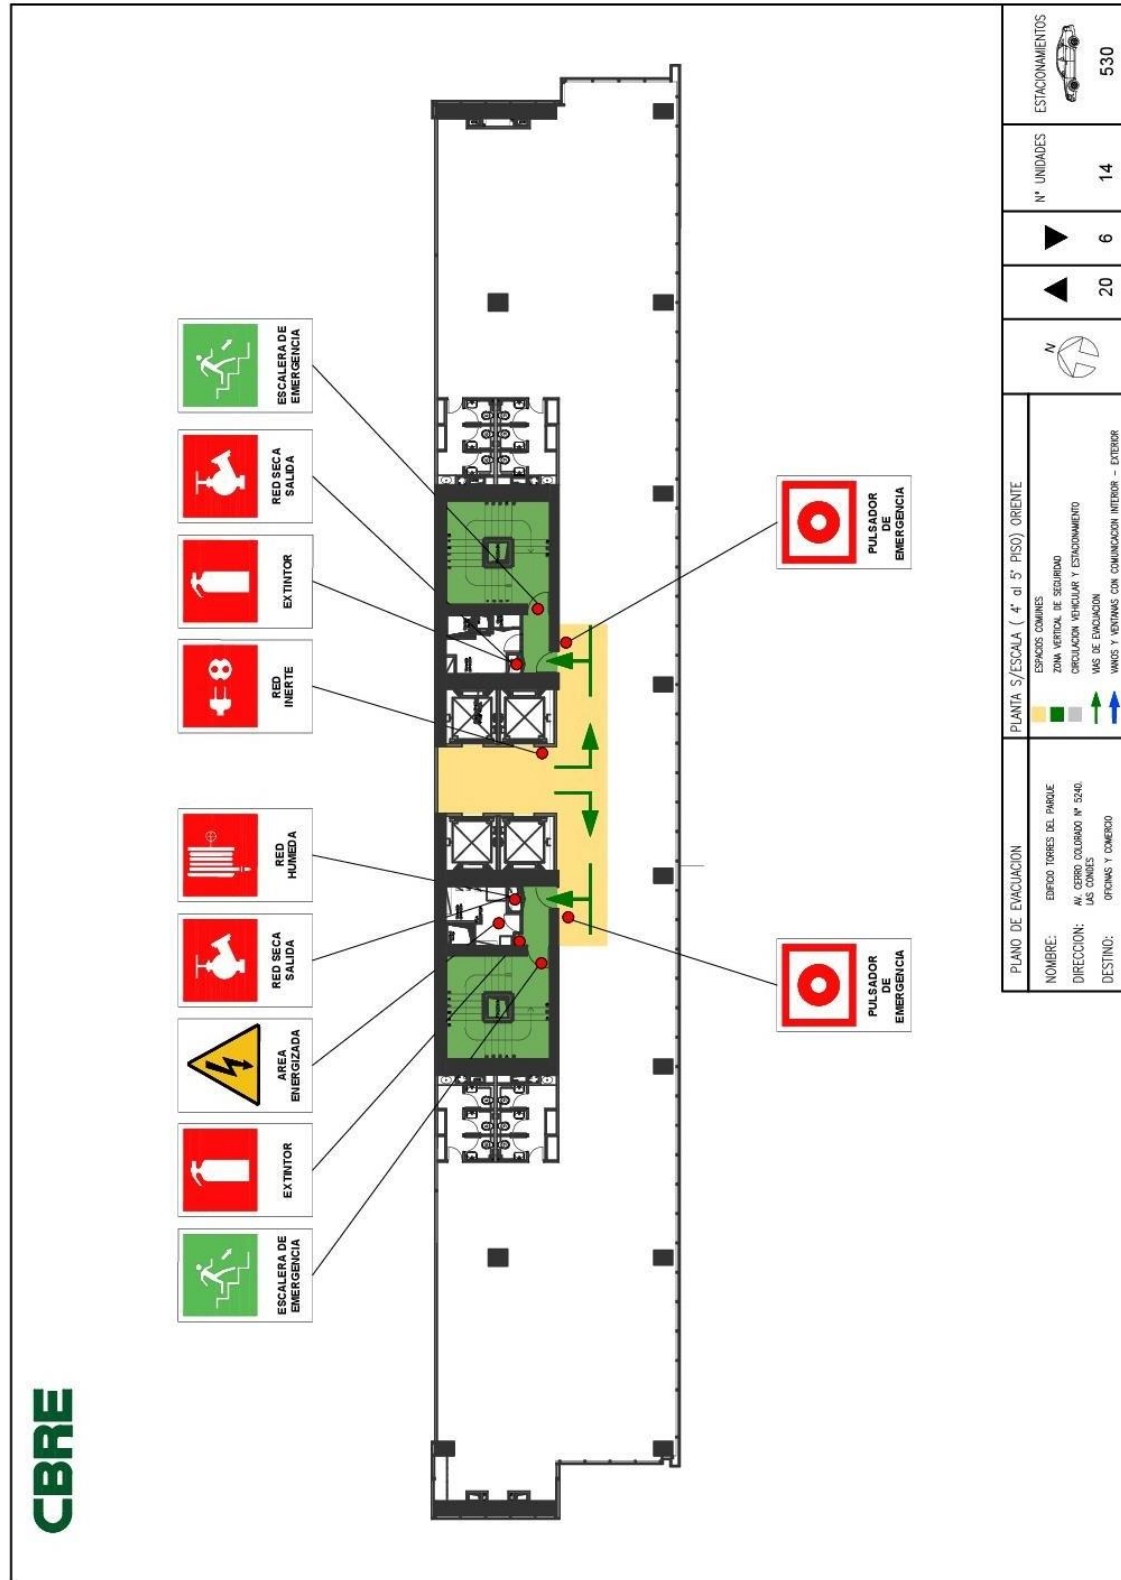 CBRE
ESCALERA DE
EMERGENCIA
EXTINTOR
AREA
ENERGIZADA
RED SECA
SALIDA
RED
HUMEDA
RED
INERTE
EXTINTOR
RED SECA
SALIDA
ESCALERA DE
EMERGENCIA
PULSADOR
DE
EMERGENCIA
PULSADOR
DE
EMERGENCIA
PLANO DE EVACUACION
NOMBRE: EDIFICIO TORRES DEL PARQUE
DIRECCION: AV. CERRO COLORADO Nº 5240.
LAS CONDES
DESTINO: OFICINAS Y COMERCIO
PLANTA S/ESCALA ( 4° al 5° PISO) ORIENTE
ESPACIOS COMUNES
ZONA VERTICAL DE SEGURIDAD
CIRCULACION VEHICULAR Y ESTACIONAMIENTO
VIAS DE EVACUACION
VANOS Y VENTANAS CON COMUNICACION INTERIOR - EXTERIOR
N
20
6
N° UNIDADES
14
ESTACIONAMIENTOS
530